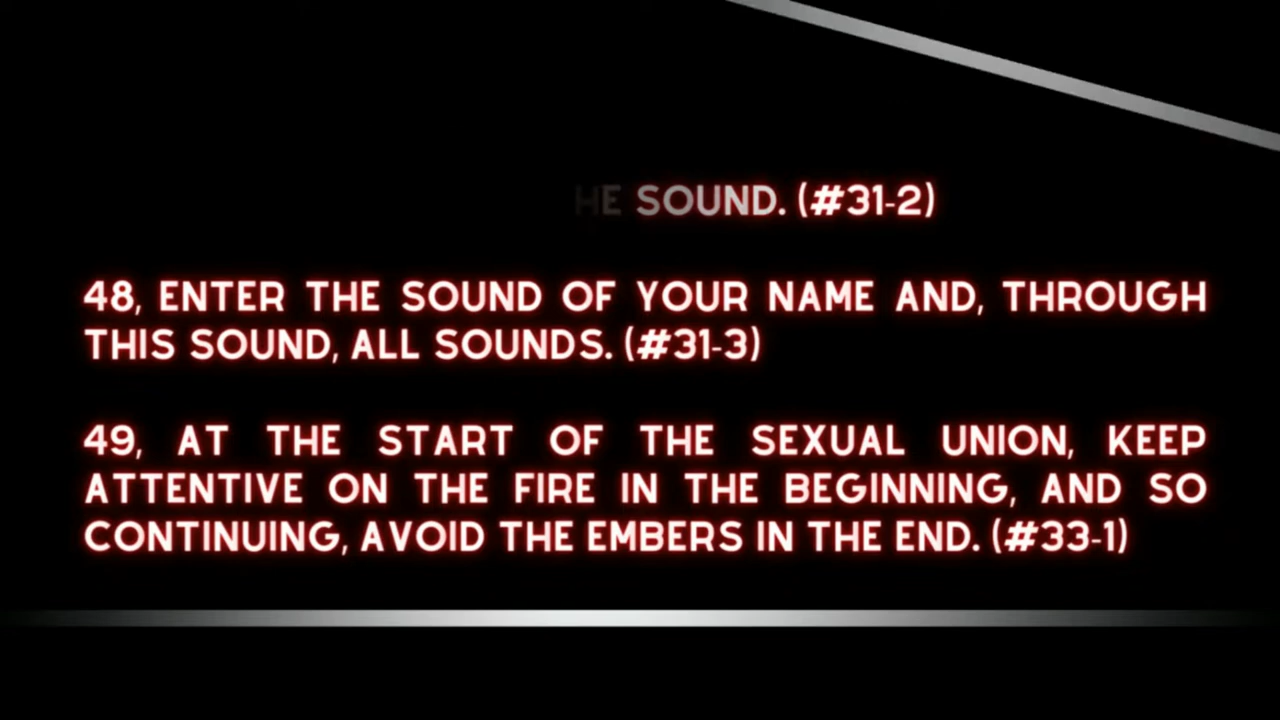 SOUND. (#31-2)
48, ENTER THE SOUND OF YOUR NAME AND, THROUGH
THIS SOUND, ALL SOUNDS. (#31-3)
49, AT THE START OF THE SEXUAL UNION, KEEP
ATTENTIVE ON THE FIRE IN THE BEGINNING, AND SO
CONTINUING, AVOID THE EMBERS IN THE END. (#33-1)